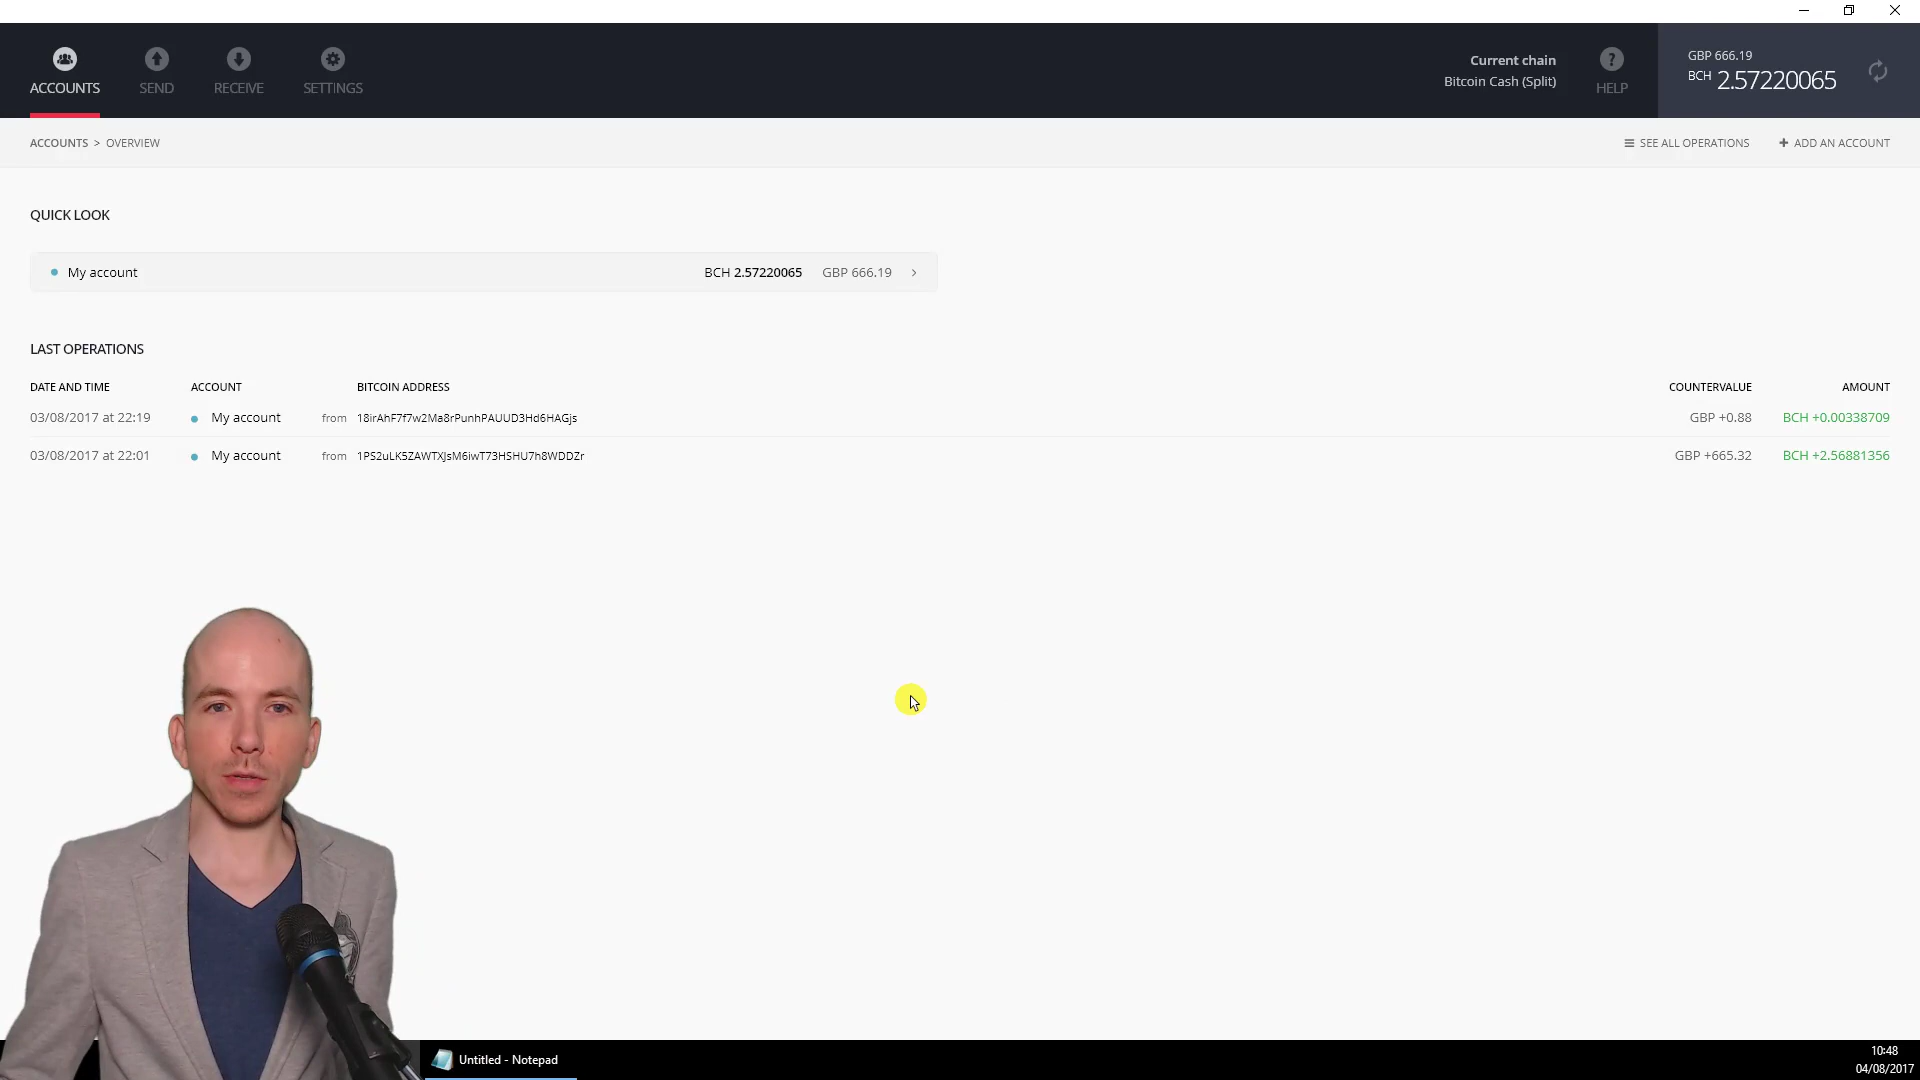 ACCOUNTS SEND RECEIVE SETTINGS
Current chain
Bitcoin Cash (Split)
? HELP
GBP 666.19
BCH 2.57220065
ACCOUNTS > OVERVIEW
SEE ALL OPERATIONS + ADD AN ACCOUNT
QUICK LOOK
My account BCH 2.57220065 GBP 666.19 >
LAST OPERATIONS
DATE AND TIME ACCOUNT BITCOIN ADDRESS COUNTERVALUE AMOUNT
03/08/2017 at 22:19 My account from 18irAhF7f7w2Ma8rPunhPAUUD3Hd6HAGjs GBP +0.88 BCH +0.00338709
03/08/2017 at 22:01 My account from 1PS2uLK5ZAWTXJsM6iwT73HSHU7h8WDDZr GBP +665.32 BCH +2.56881356
Untitled - Notepad
10:48
04/08/2017